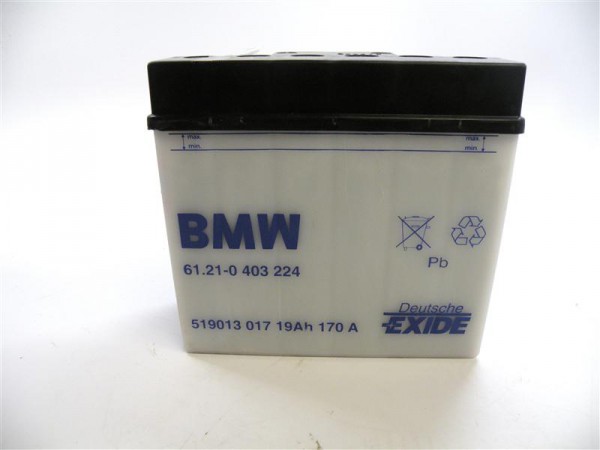 max. max.
min. min.
BMW
61.21-0 403 224
Pb
519013 017 19Ah 170 A
Deutsche
EXIDE